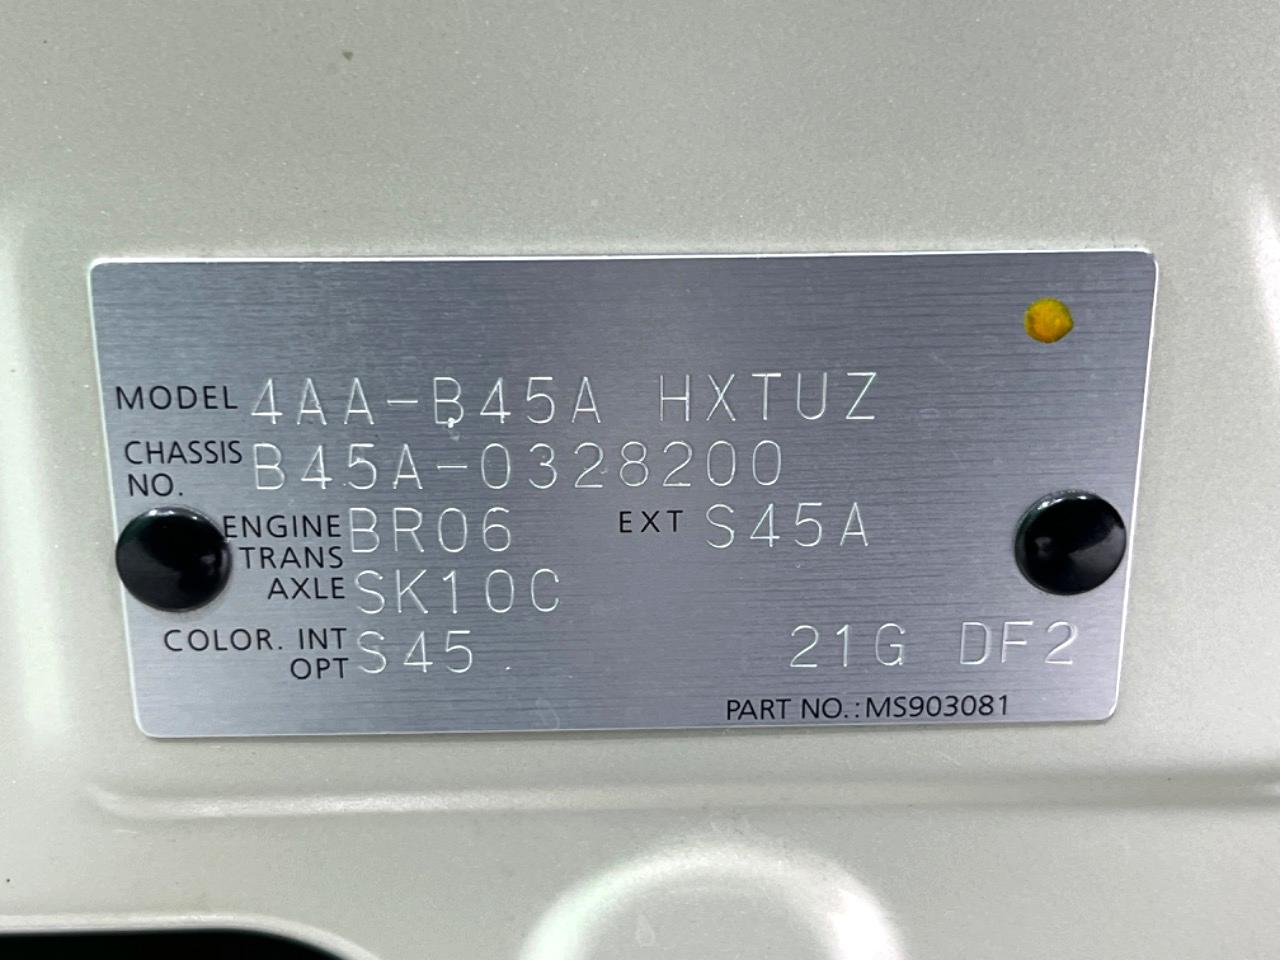 MODEL 4AA-B45A HXTUZ
CHASSIS NO. B45A-0328200
ENGINE BR06 EXT S45A
TRANS AXLE SK10C
COLOR. INT S45 21G DF2
OPT
PART NO.:MS903081